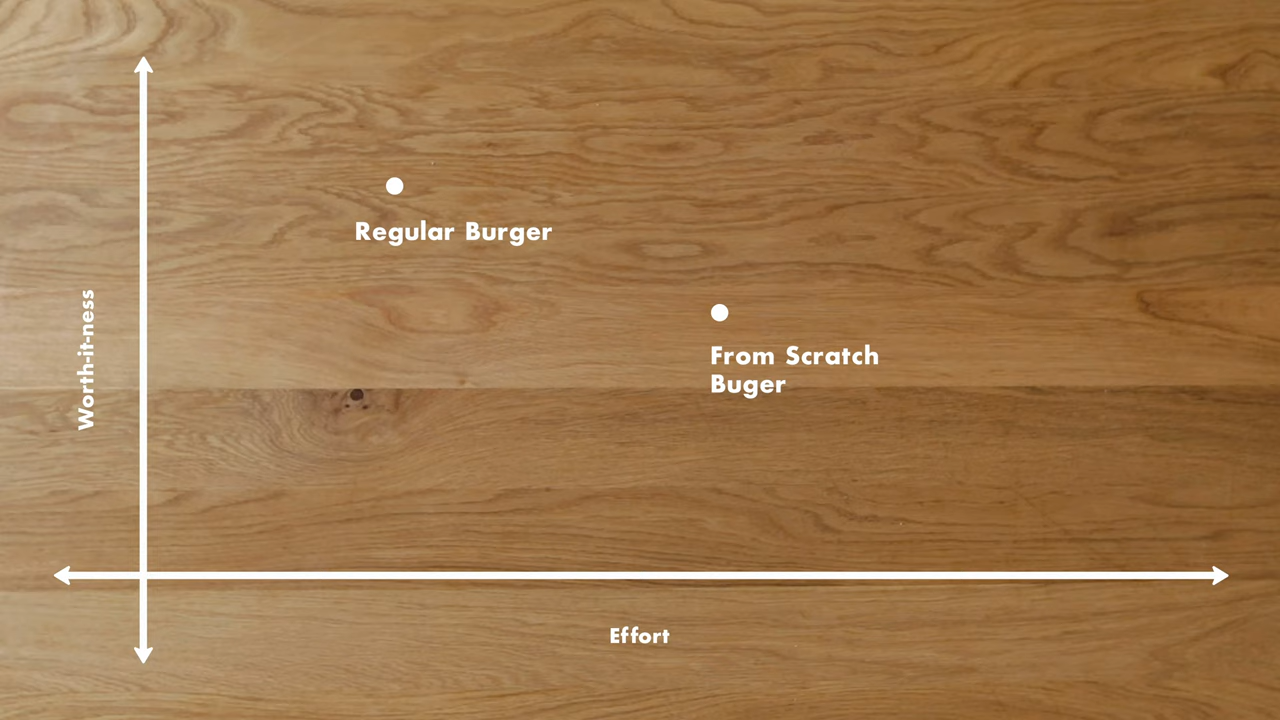 Regular Burger
Worth-it-ness
From Scratch
Buger
Effort